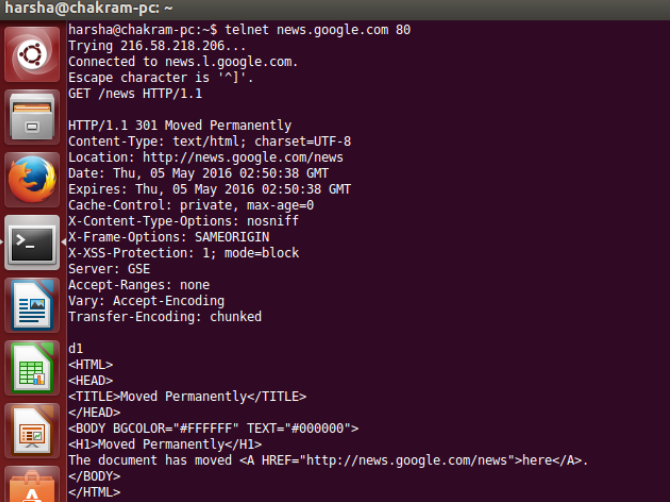 harsha@chakram-pc: ~
harsha@chakram-pc:~$ telnet news.google.com 80
Trying 216.58.218.206...
Connected to news.l.google.com.
Escape character is '^]'.
GET /news HTTP/1.1

HTTP/1.1 301 Moved Permanently
Content-Type: text/html; charset=UTF-8
Location: http://news.google.com/news
Date: Thu, 05 May 2016 02:50:38 GMT
Expires: Thu, 05 May 2016 02:50:38 GMT
Cache-Control: private, max-age=0
X-Content-Type-Options: nosniff
X-Frame-Options: SAMEORIGIN
X-XSS-Protection: 1; mode=block
Server: GSE
Accept-Ranges: none
Vary: Accept-Encoding
Transfer-Encoding: chunked

d1
<HTML>
<HEAD>
<TITLE>Moved Permanently</TITLE>
</HEAD>
<BODY BGCOLOR="#FFFFFF" TEXT="#000000">
<H1>Moved Permanently</H1>
The document has moved <A HREF="http://news.google.com/news">here</A>.
</BODY>
</HTML>